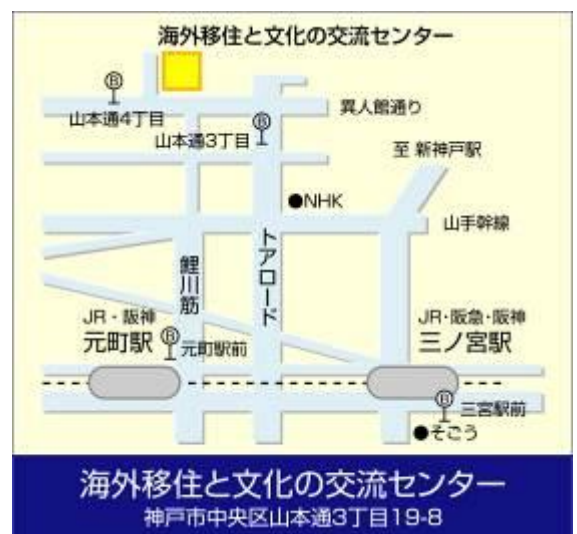 海外移住と文化の交流センター
Ⓑ
山本通4丁目
異人館通り
Ⓑ
山本通3丁目
至 新神戸駅
●NHK
山手幹線
鯉川筋
トアロード
JR・阪神
元町駅
Ⓑ
元町駅前
JR・阪急・阪神
三ノ宮駅
Ⓑ
三宮駅前
●そごう
海外移住と文化の交流センター
神戸市中央区山本通3丁目19-8